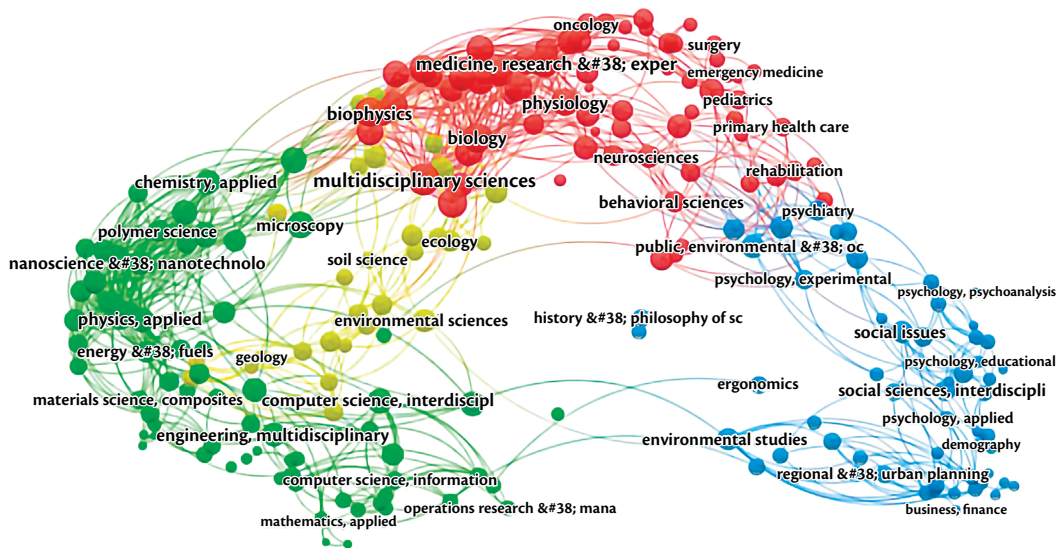 oncology
surgery
medicine, research &#38; exper
emergency medicine
physiology
pediatrics
biophysics
primary health care
biology
neurosciences
rehabilitation
multidisciplinary sciences
chemistry, applied
behavioral sciences
psychiatry
microscopy
polymer science
ecology
public, environmental &#38; oc
soil science
nanoscience &#38; nanotechnolo
psychology, experimental
psychology, psychoanalysis
physics, applied
environmental sciences
history &#38; philosophy of sc
social issues
energy &#38; fuels
geology
psychology, educational
ergonomics
social sciences, interdiscipli
materials science, composites
computer science, interdiscipl
psychology, applied
engineering, multidisciplinary
environmental studies
demography
regional &#38; urban planning
computer science, information
operations research &#38; mana
business, finance
mathematics, applied